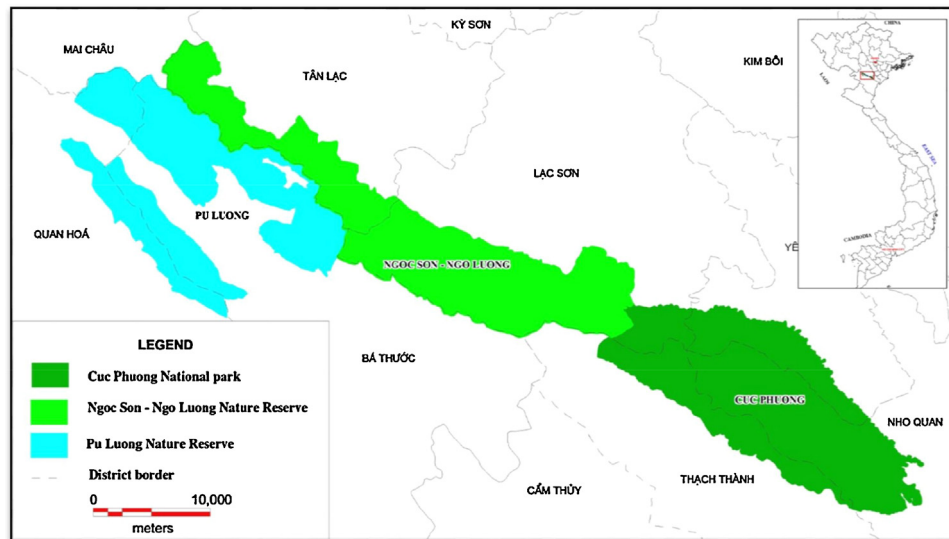 KỲ SƠN
MAI CHÂU
TÂN LẠC
KIM BÔI
CHINA
LAOS
EAST SEA
CAMBODIA
LẠC SƠN
PU LUONG
QUAN HOÁ
YÊ
NGOC SON - NGO LUONG
BÁ THƯỚC
CUC PHUONG
NHO QUAN
THẠCH THÀNH
CẨM THỦY
LEGEND
Cuc Phuong National park
Ngoc Son - Ngo Luong Nature Reserve
Pu Luong Nature Reserve
District border
0 10,000
meters